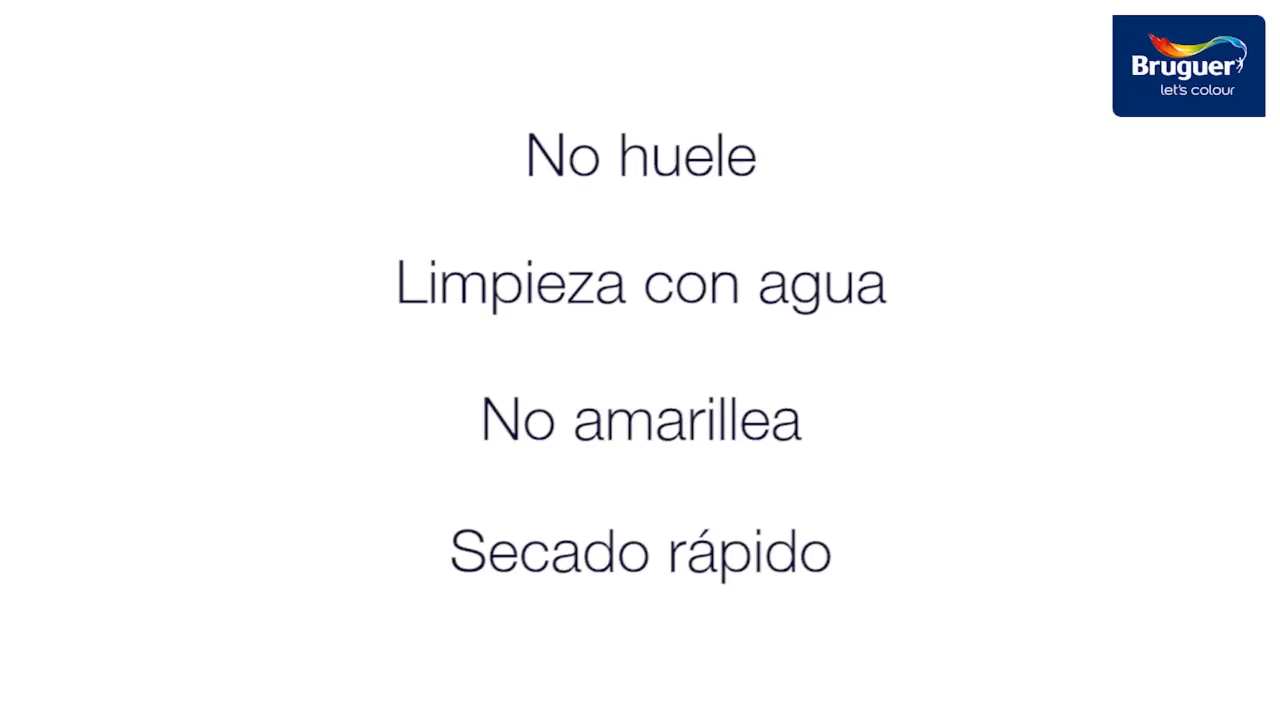 Bruguer
let's colour
No huele
Limpieza con agua
No amarillea
Secado rápido